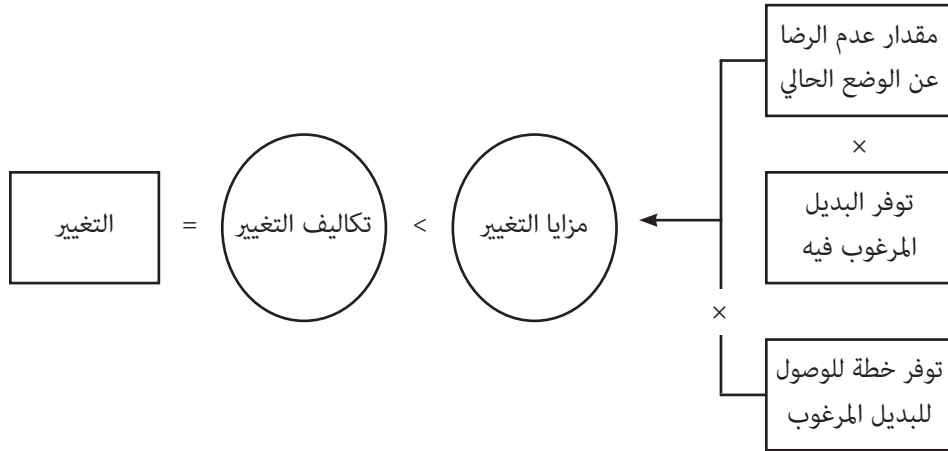 مقدار عدم الرضا
عن الوضع الحالي
×
توفر البديل
المرغوب فيه
×
توفر خطة للوصول
للبديل المرغوب
مزايا التغيير
<
تكاليف التغيير
=
التغيير